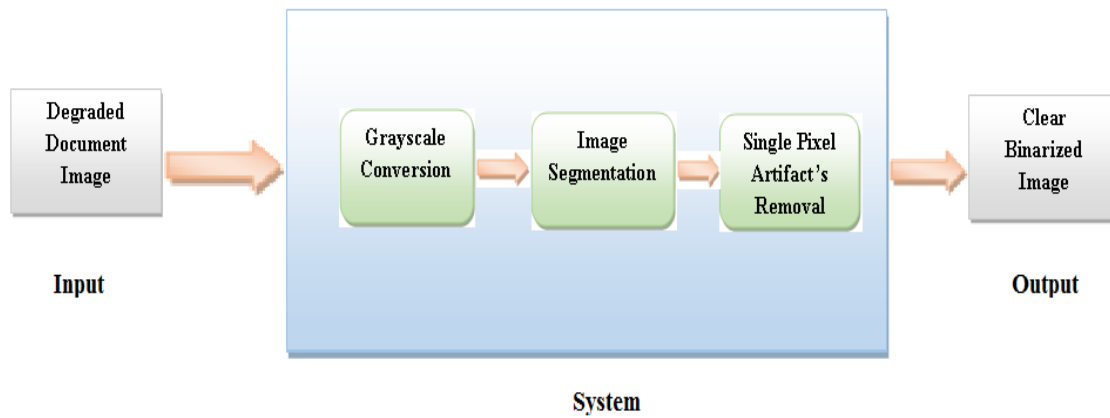 Degraded
Document
Image
Input
Grayscale
Conversion
Image
Segmentation
Single Pixel
Artifact's
Removal
Clear
Binarized
Image
Output
System